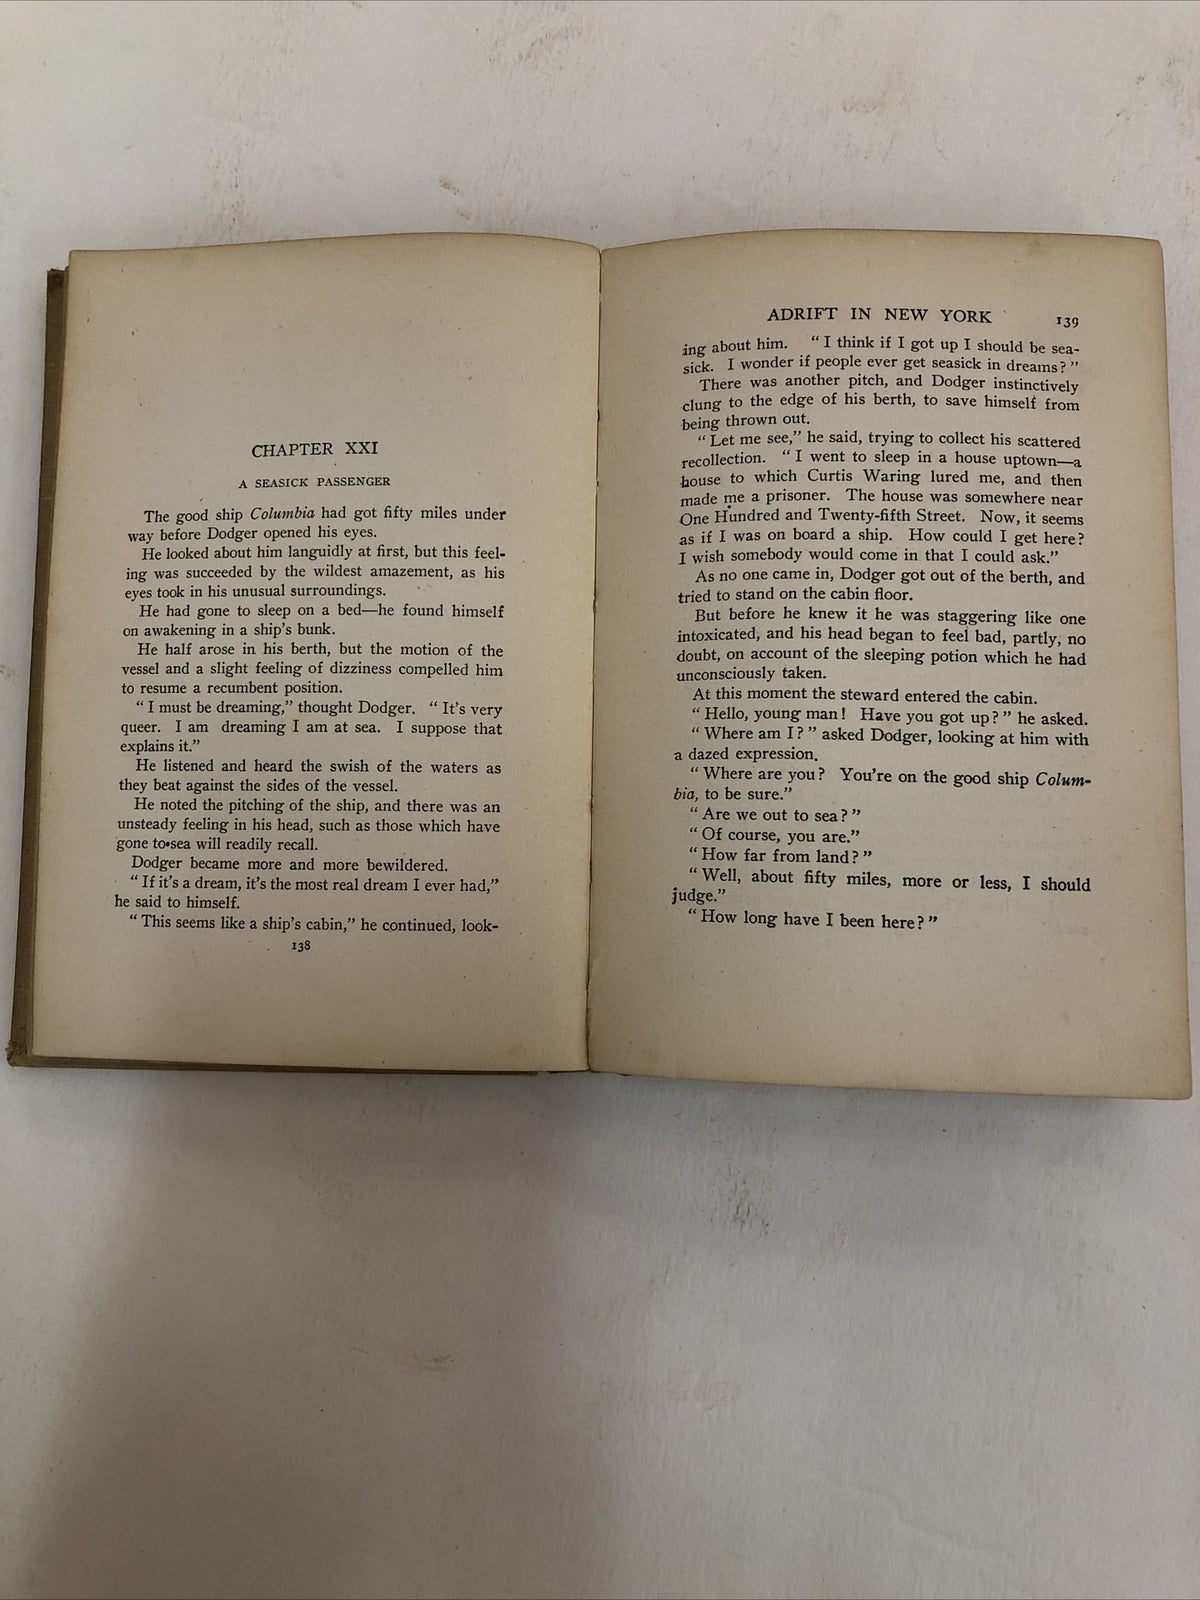 CHAPTER XXI
A SEASICK PASSENGER
The good ship Columbia had got fifty miles under
way before Dodger opened his eyes.
He looked about him languidly at first, but this feel-
ing was succeeded by the wildest amazement, as his
eyes took in his unusual surroundings.
He had gone to sleep on a bed—he found himself
on awakening in a ship's bunk.
He half arose in his berth, but the motion of the
vessel and a slight feeling of dizziness compelled him
to resume a recumbent position.
"I must be dreaming," thought Dodger. "It's very
queer. I am dreaming I am at sea. I suppose that
explains it."
He listened and heard the swish of the waters as
they beat against the sides of the vessel.
He noted the pitching of the ship, and there was an
unsteady feeling in his head, such as those which have
gone to sea will readily recall.
Dodger became more and more bewildered.
"If it's a dream, it's the most real dream I ever had,"
he said to himself.
"This seems like a ship's cabin," he continued, look-
138
ADRIFT IN NEW YORK 139
ing about him. "I think if I got up I should be sea-
sick. I wonder if people ever get seasick in dreams?"
There was another pitch, and Dodger instinctively
clung to the edge of his berth, to save himself from
being thrown out.
"Let me see," he said, trying to collect his scattered
recollection. "I went to sleep in a house uptown—a
house to which Curtis Waring lured me, and then
made me a prisoner. The house was somewhere near
One Hundred and Twenty-fifth Street. Now, it seems
as if I was on board a ship. How could I get here?
I wish somebody would come in that I could ask."
As no one came in, Dodger got out of the berth, and
tried to stand on the cabin floor.
But before he knew it he was staggering like one
intoxicated, and his head began to feel bad, partly, no
doubt, on account of the sleeping potion which he had
unconsciously taken.
At this moment the steward entered the cabin.
"Hello, young man! Have you got up?" he asked.
"Where am I?" asked Dodger, looking at him with
a dazed expression.
"Where are you? You're on the good ship Colum-
bia, to be sure."
"Are we out to sea?"
"Of course, you are."
"How far from land?"
"Well, about fifty miles, more or less, I should
judge."
"How long have I been here?"